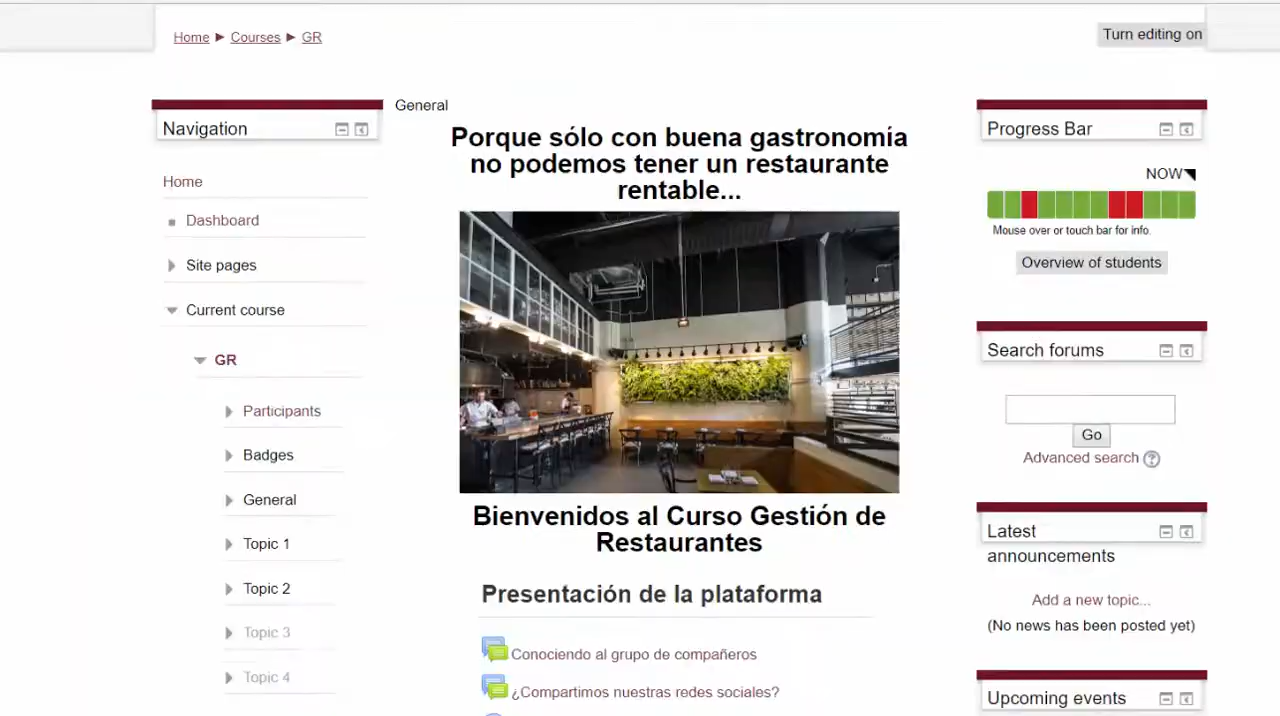 Home ► Courses ► GR
Turn editing on
Navigation
Home
Dashboard
Site pages
Current course
GR
Participants
Badges
General
Topic 1
Topic 2
Topic 3
Topic 4
General
Porque sólo con buena gastronomía
no podemos tener un restaurante
rentable...
Bienvenidos al Curso Gestión de
Restaurantes
Presentación de la plataforma
Conociendo al grupo de compañeros
¿Compartimos nuestras redes sociales?
Progress Bar
NOW
Mouse over or touch bar for info.
Overview of students
Search forums
Go
Advanced search
Latest
announcements
Add a new topic...
(No news has been posted yet)
Upcoming events